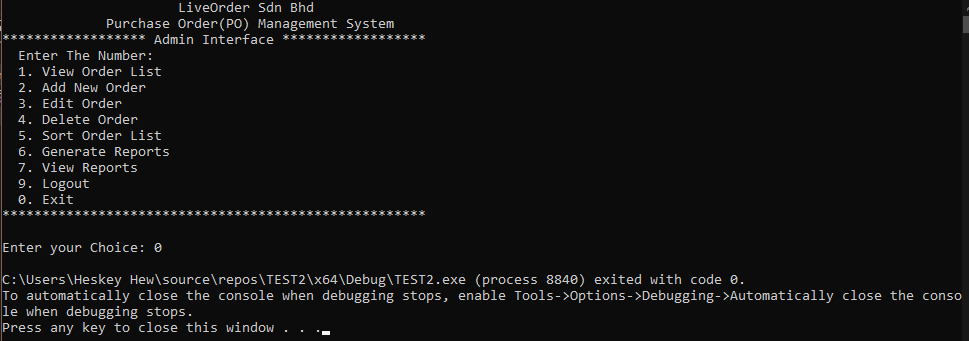 LiveOrder Sdn Bhd
Purchase Order(PO) Management System
****************** Admin Interface ******************
Enter The Number:
1. View Order List
2. Add New Order
3. Edit Order
4. Delete Order
5. Sort Order List
6. Generate Reports
7. View Reports
9. Logout
0. Exit
*****************************************************
Enter your Choice: 0
C:\Users\Heskey Hew\source\repos\TEST2\x64\Debug\TEST2.exe (process 8840) exited with code 0.
To automatically close the console when debugging stops, enable Tools->Options->Debugging->Automatically close the conso
le when debugging stops.
Press any key to close this window . . .